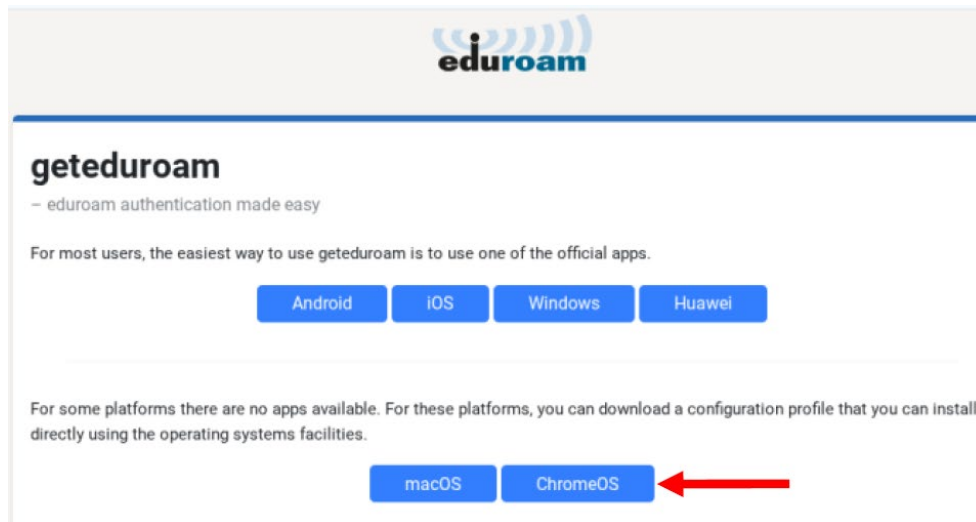 eduroam
geteduroam
– eduroam authentication made easy
For most users, the easiest way to use geteduroam is to use one of the official apps.
Android iOS Windows Huawei
For some platforms there are no apps available. For these platforms, you can download a configuration profile that you can install
directly using the operating systems facilities.
macOS ChromeOS